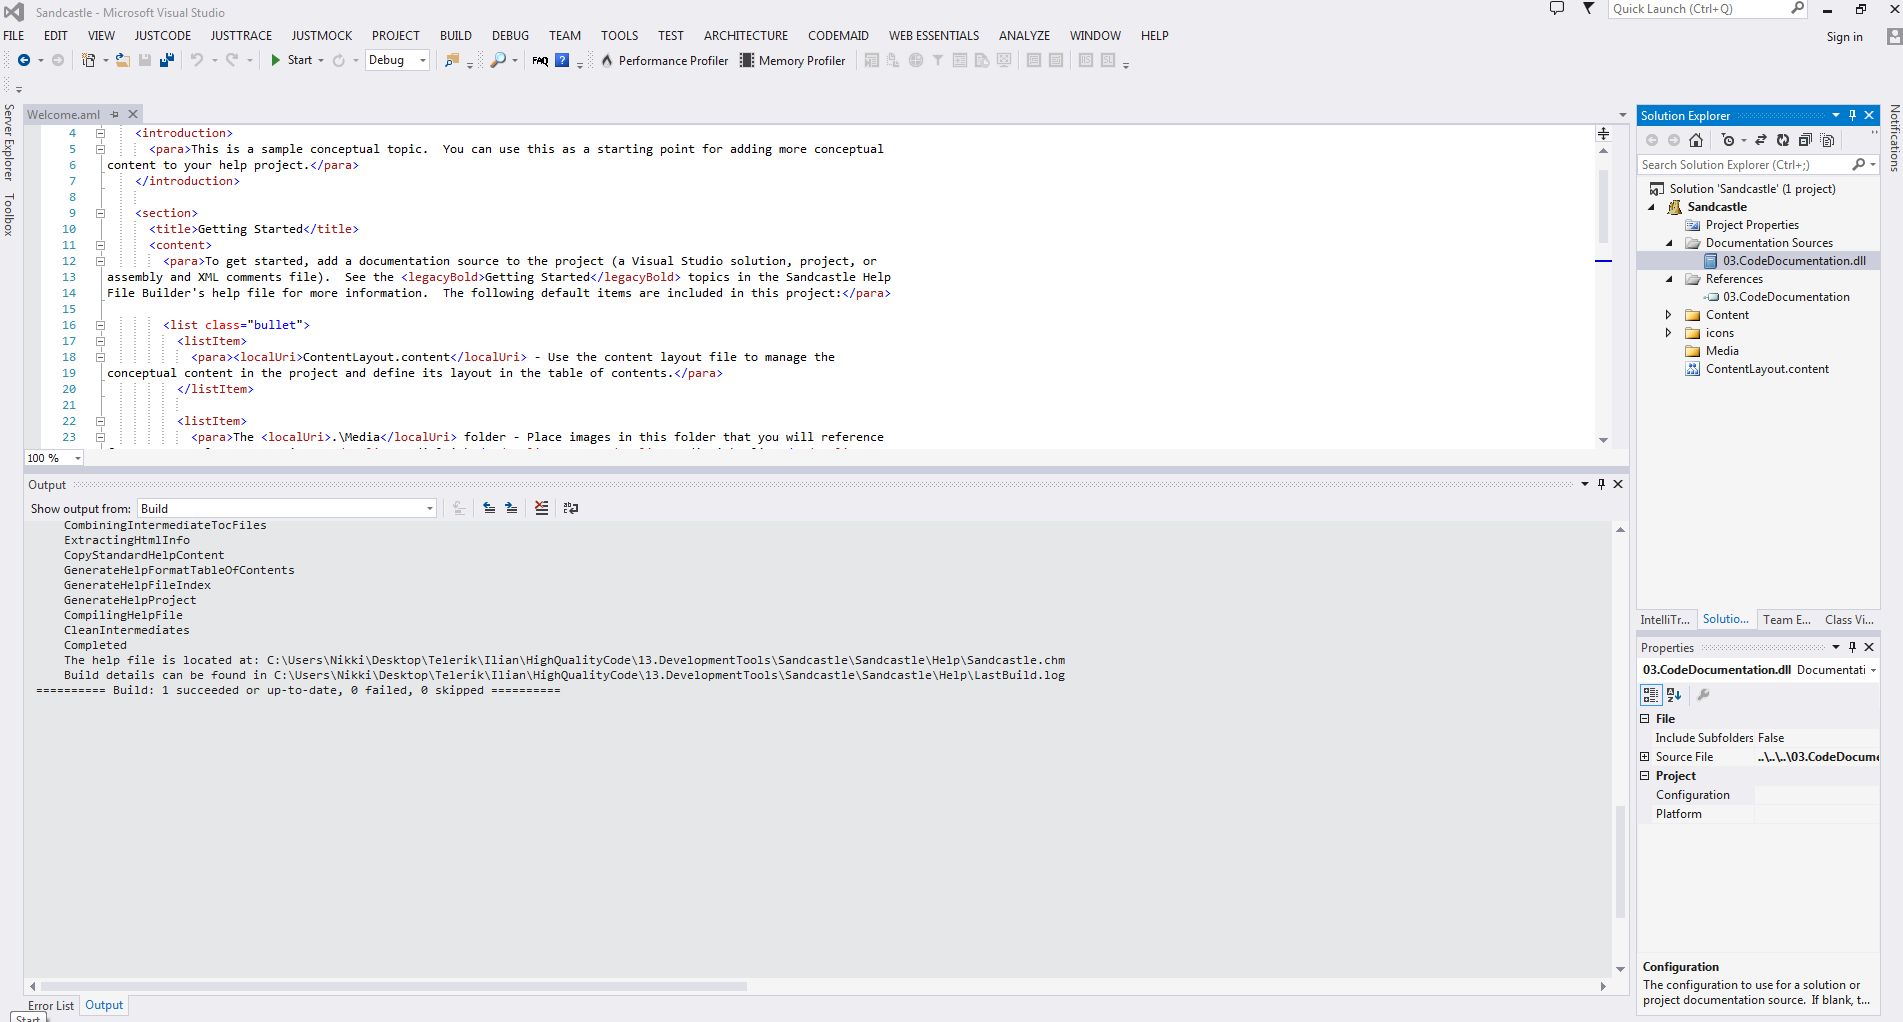 Sandcastle - Microsoft Visual Studio
Quick Launch (Ctrl+Q)
FILE EDIT VIEW JUSTCODE JUSTTRACE JUSTMOCK PROJECT BUILD DEBUG TEAM TOOLS TEST ARCHITECTURE CODEMAID WEB ESSENTIALS ANALYZE WINDOW HELP
Sign in
Start Debug FAQ Performance Profiler Memory Profiler
Server Explorer
Toolbox
Welcome.aml
4 <introduction>
5 <para>This is a sample conceptual topic.  You can use this as a starting point for adding more conceptual
6 content to your help project.</para>
7 </introduction>
8
9 <section>
10 <title>Getting Started</title>
11 <content>
12 <para>To get started, add a documentation source to the project (a Visual Studio solution, project, or
13 assembly and XML comments file).  See the <legacyBold>Getting Started</legacyBold> topics in the Sandcastle Help
14 File Builder's help file for more information.  The following default items are included in this project:</para>
15
16 <list class="bullet">
17 <listItem>
18 <para><localUri>ContentLayout.content</localUri> - Use the content layout file to manage the
19 conceptual content in the project and define its layout in the table of contents.</para>
20 </listItem>
21
22 <listItem>
23 <para>The <localUri>.\Media</localUri> folder - Place images in this folder that you will reference
100 %
Output
Show output from: Build
CombiningIntermediateTocFiles
ExtractingHtmlInfo
CopyStandardHelpContent
GenerateHelpFormatTableOfContents
GenerateHelpFileIndex
GenerateHelpProject
CompilingHelpFile
CleanIntermediates
Completed
The help file is located at: C:\Users\Nikki\Desktop\Telerik\Ilian\HighQualityCode\13.DevelopmentTools\Sandcastle\Sandcastle\Help\Sandcastle.chm
Build details can be found in C:\Users\Nikki\Desktop\Telerik\Ilian\HighQualityCode\13.DevelopmentTools\Sandcastle\Sandcastle\Help\LastBuild.log
========== Build: 1 succeeded or up-to-date, 0 failed, 0 skipped ==========
Error List Output
Start
Solution Explorer
Search Solution Explorer (Ctrl+;)
Solution 'Sandcastle' (1 project)
Sandcastle
Project Properties
Documentation Sources
03.CodeDocumentation.dll
References
03.CodeDocumentation
Content
icons
Media
ContentLayout.content
IntelliTr... Solutio... Team E... Class Vi...
Properties
03.CodeDocumentation.dll Documentati
File
Include Subfolders False
Source File ..\..\..\03.CodeDocume
Project
Configuration
Platform
Configuration
The configuration to use for a solution or
project documentation source.  If blank, t...
Notifications